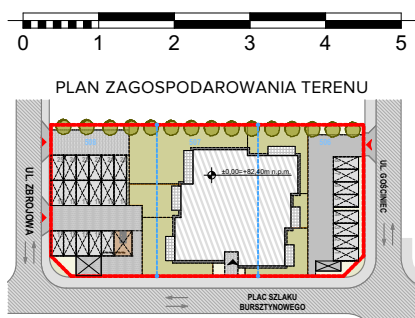 0 1 2 3 4 5
PLAN ZAGOSPODAROWANIA TERENU
±0.00=+82.40m n.p.m.
UL. ZBROJOWA
UL. GOŚCINIEC
PLAC SZLAKU
BURSZTYNOWEGO